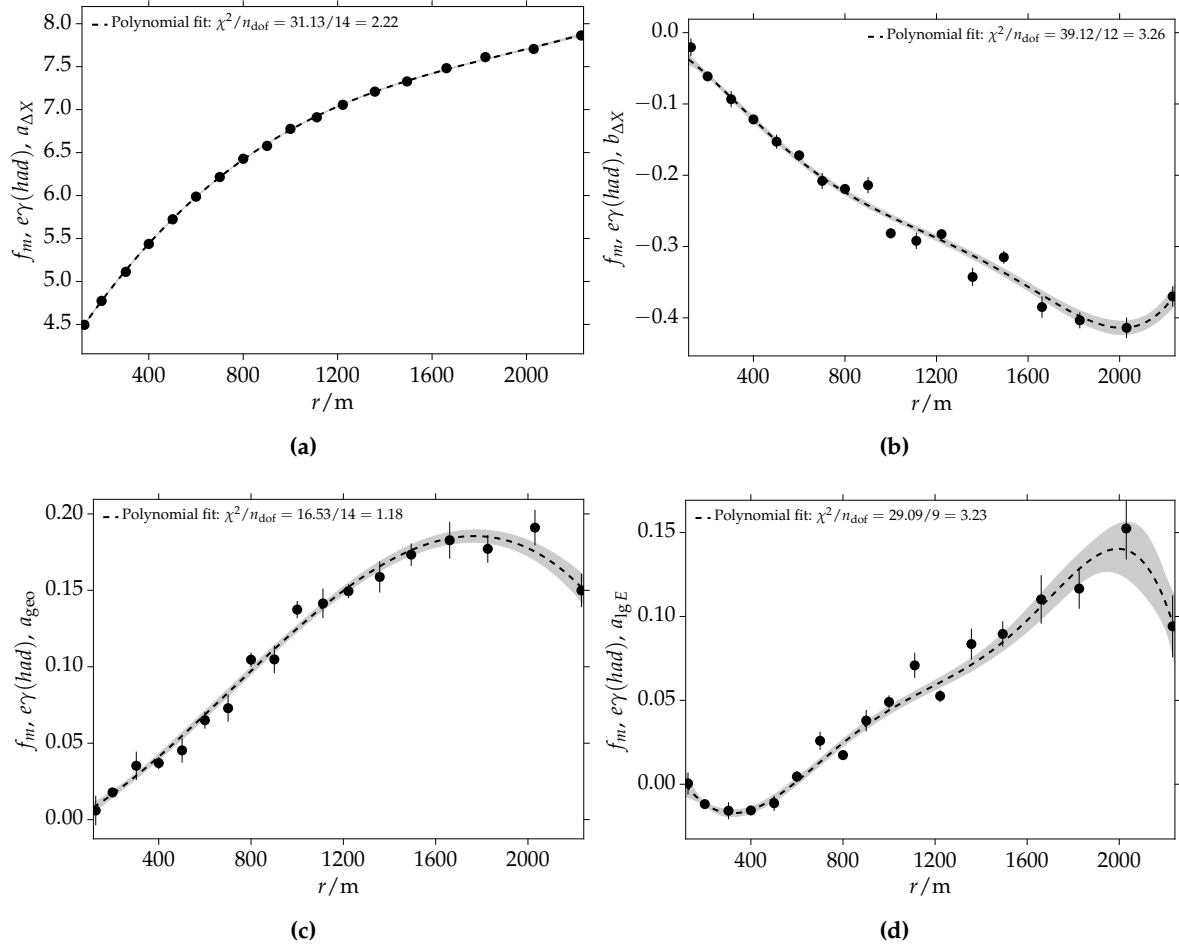 Polynomial fit: χ²/n_dof = 31.13/14 = 2.22
f_m, eγ(had), a_ΔX
8.0
7.5
7.0
6.5
6.0
5.5
5.0
4.5
400 800 1200 1600 2000
r/m
(a)
Polynomial fit: χ²/n_dof = 39.12/12 = 3.26
f_m, eγ(had), b_ΔX
0.0
−0.1
−0.2
−0.3
−0.4
400 800 1200 1600 2000
r/m
(b)
Polynomial fit: χ²/n_dof = 16.53/14 = 1.18
f_m, eγ(had), a_geo
0.20
0.15
0.10
0.05
0.00
400 800 1200 1600 2000
r/m
(c)
Polynomial fit: χ²/n_dof = 29.09/9 = 3.23
f_m, eγ(had), a_lg E
0.15
0.10
0.05
0.00
400 800 1200 1600 2000
r/m
(d)